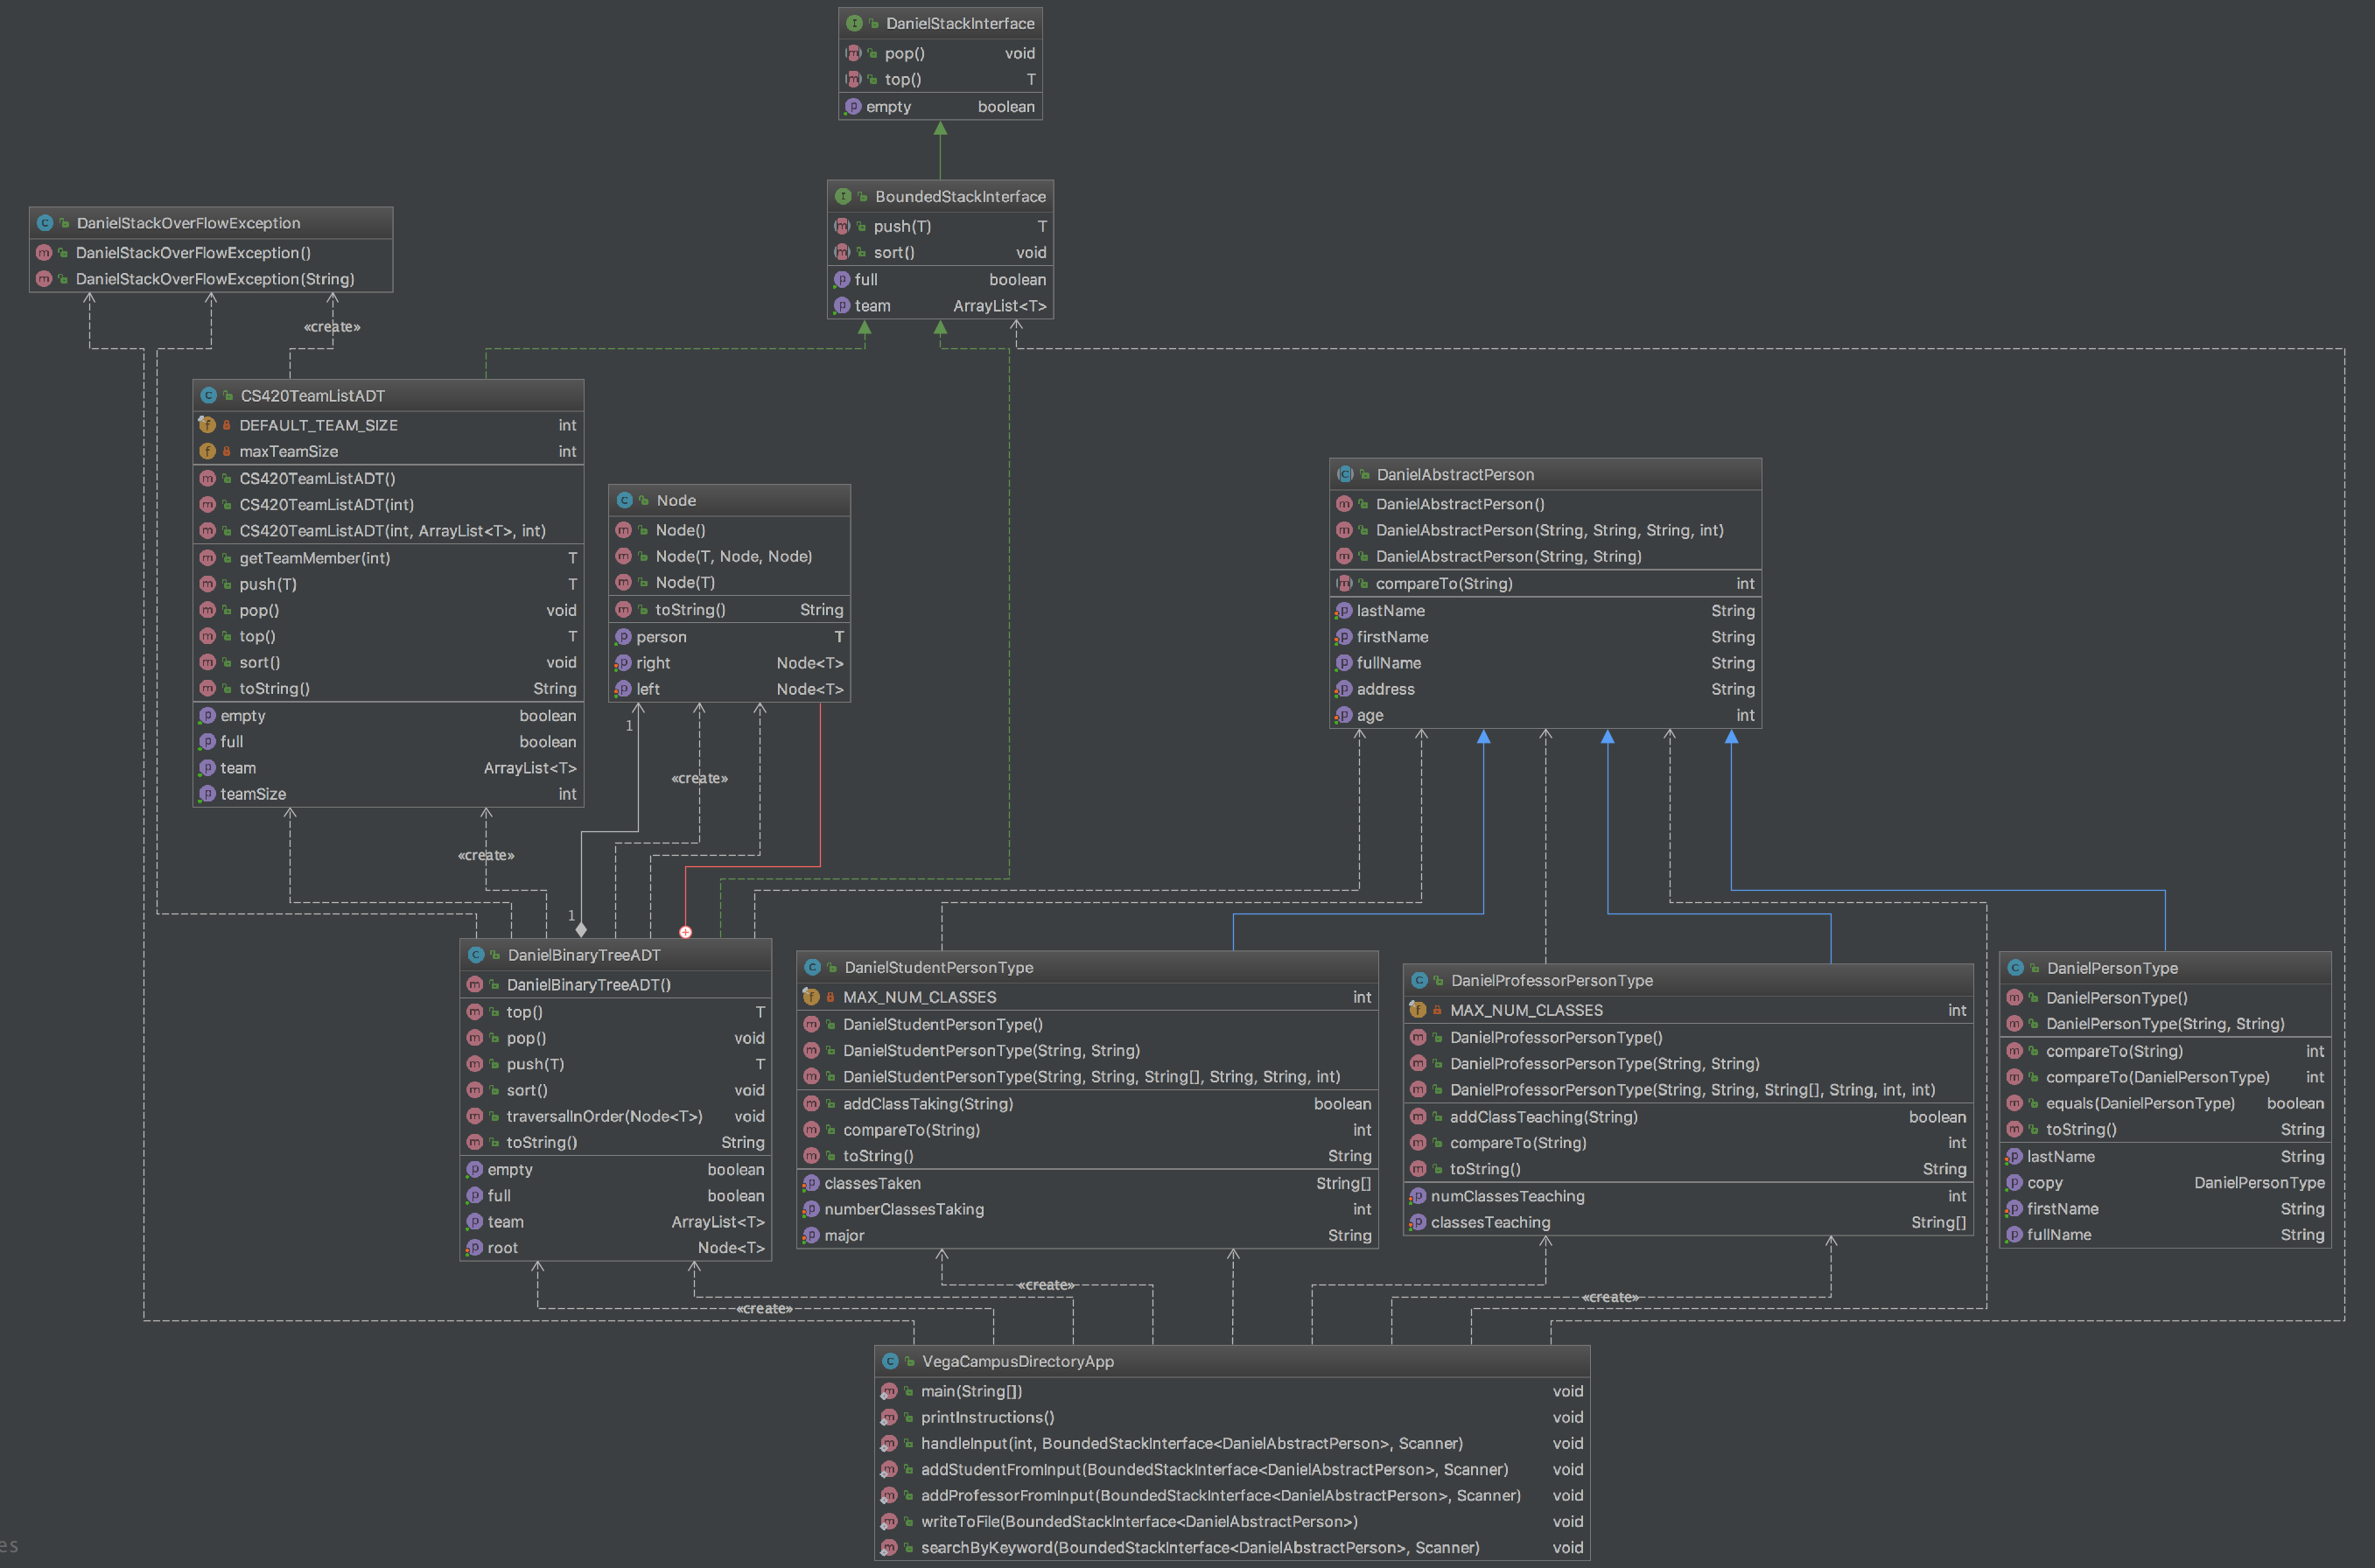 DanielStackInterface
pop() void
top() T
empty boolean
BoundedStackInterface
push(T) T
sort() void
full boolean
team ArrayList<T>
DanielStackOverFlowException
DanielStackOverFlowException()
DanielStackOverFlowException(String)
«create»
CS420TeamListADT
DEFAULT_TEAM_SIZE int
maxTeamSize int
CS420TeamListADT()
CS420TeamListADT(int)
CS420TeamListADT(int, ArrayList<T>, int)
getTeamMember(int) T
push(T) T
pop() void
top() T
sort() void
toString() String
empty boolean
full boolean
team ArrayList<T>
teamSize int
Node
Node()
Node(T, Node, Node)
Node(T)
toString() String
person T
right Node<T>
left Node<T>
DanielAbstractPerson
DanielAbstractPerson()
DanielAbstractPerson(String, String, String, int)
DanielAbstractPerson(String, String)
compareTo(String) int
lastName String
firstName String
fullName String
address String
age int
1
«create»
«create»
1
DanielBinaryTreeADT
DanielBinaryTreeADT()
top() T
pop() void
push(T) T
sort() void
traversalInOrder(Node<T>) void
toString() String
empty boolean
full boolean
team ArrayList<T>
root Node<T>
DanielStudentPersonType
MAX_NUM_CLASSES int
DanielStudentPersonType()
DanielStudentPersonType(String, String)
DanielStudentPersonType(String, String, String[], String, String, int)
addClassTaking(String) boolean
compareTo(String) int
toString() String
classesTaken String[]
numberClassesTaking int
major String
DanielProfessorPersonType
MAX_NUM_CLASSES int
DanielProfessorPersonType()
DanielProfessorPersonType(String, String)
DanielProfessorPersonType(String, String, String[], String, int, int)
addClassTeaching(String) boolean
compareTo(String) int
toString() String
numClassesTeaching int
classesTeaching String[]
DanielPersonType
DanielPersonType()
DanielPersonType(String, String)
compareTo(String) int
compareTo(DanielPersonType) int
equals(DanielPersonType) boolean
toString() String
lastName String
copy DanielPersonType
firstName String
fullName String
«create»
«create»
«create»
VegaCampusDirectoryApp
main(String[]) void
printInstructions() void
handleInput(int, BoundedStackInterface<DanielAbstractPerson>, Scanner) void
addStudentFromInput(BoundedStackInterface<DanielAbstractPerson>, Scanner) void
addProfessorFromInput(BoundedStackInterface<DanielAbstractPerson>, Scanner) void
writeToFile(BoundedStackInterface<DanielAbstractPerson>) void
searchByKeyword(BoundedStackInterface<DanielAbstractPerson>, Scanner) void
es